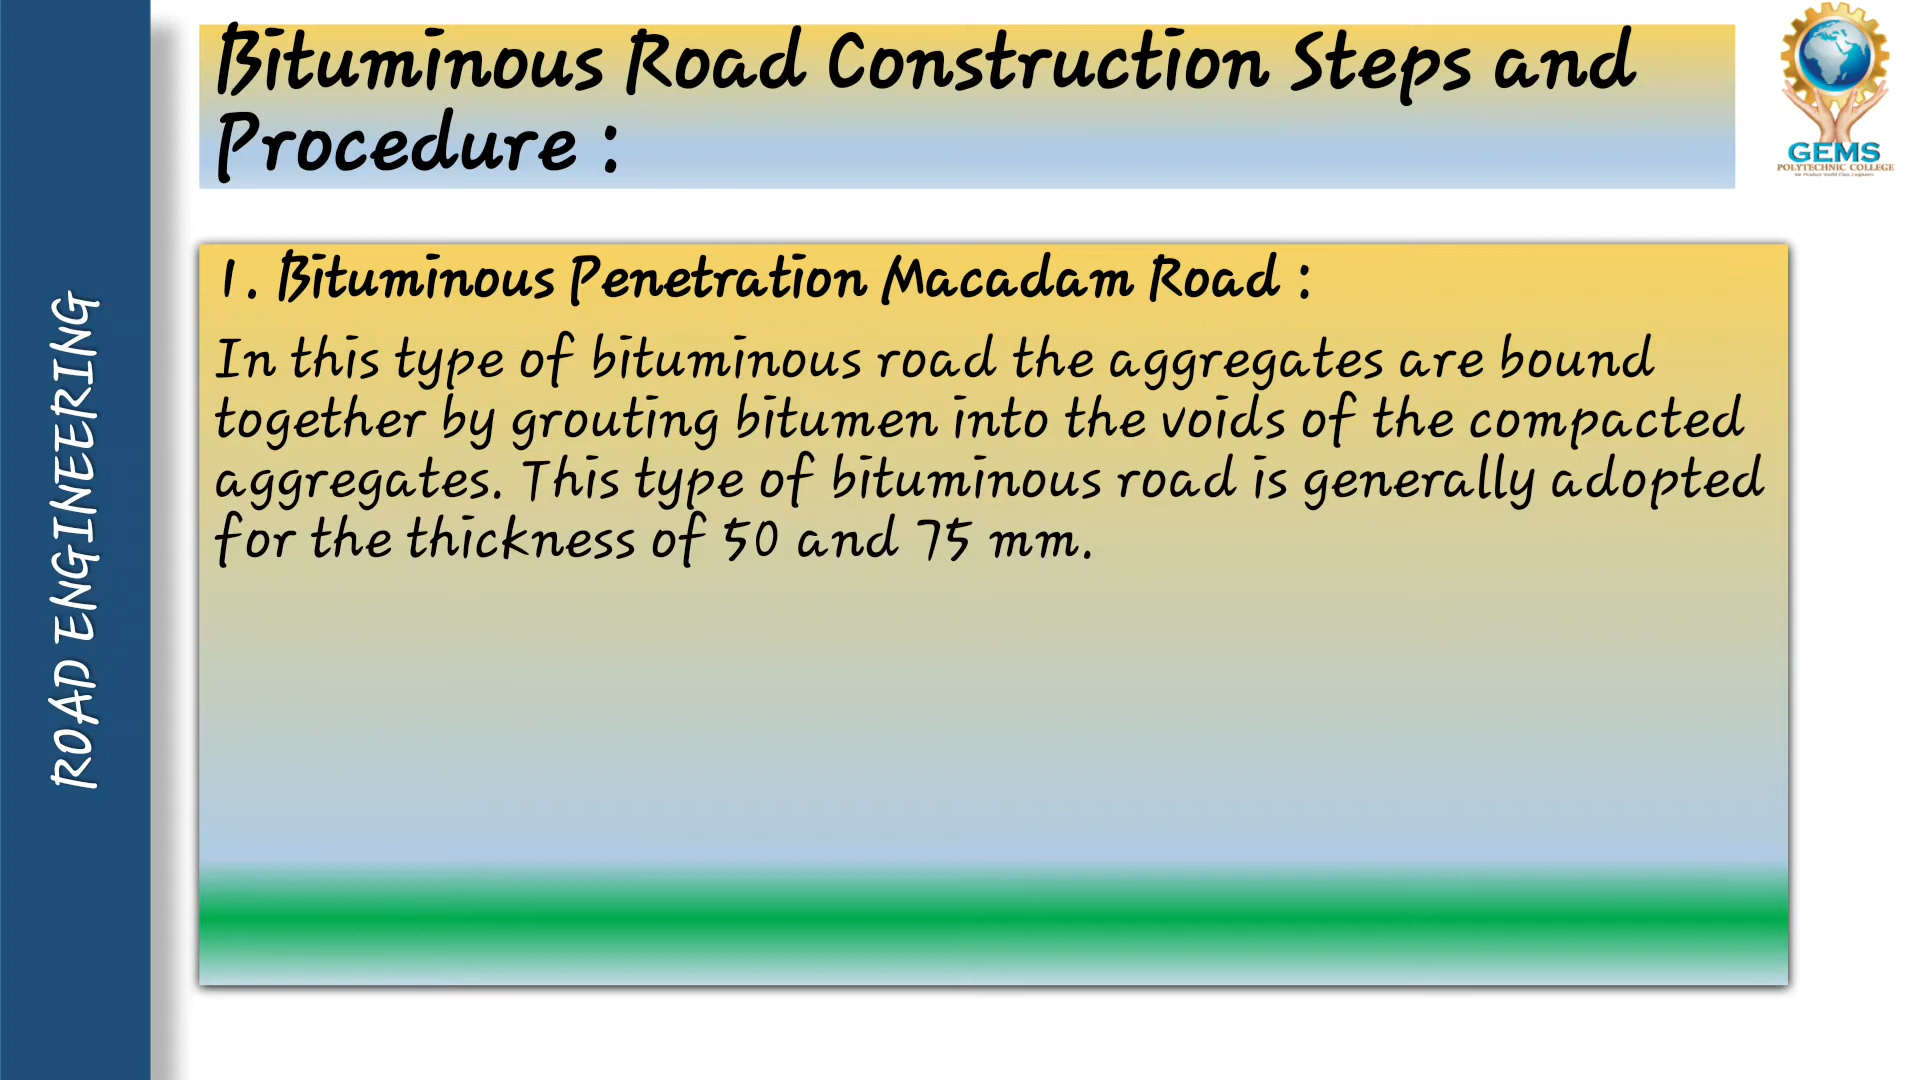 Bituminous Road Construction Steps and
Procedure :
GEMS
POLYTECHNIC COLLEGE
1. Bituminous Penetration Macadam Road :
In this type of bituminous road the aggregates are bound
together by grouting bitumen into the voids of the compacted
aggregates. This type of bituminous road is generally adopted
for the thickness of 50 and 75 mm.
ROAD ENGINEERING